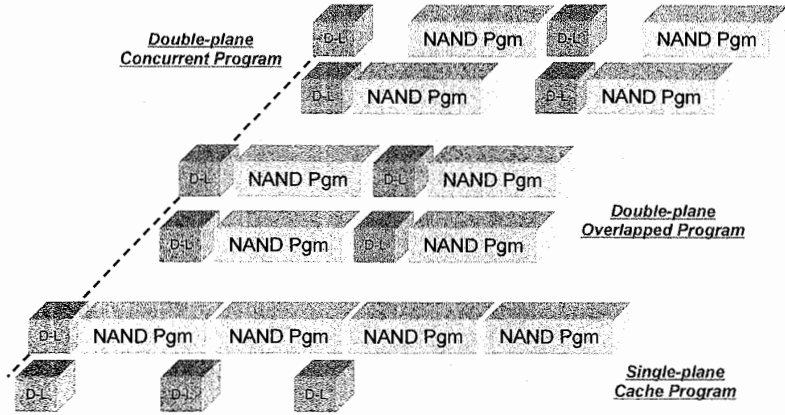 D-L NAND Pgm D-L NAND Pgm
Double-plane
Concurrent Program
D-L NAND Pgm D-L NAND Pgm
D-L NAND Pgm D-L NAND Pgm
Double-plane
Overlapped Program
D-L NAND Pgm D-L NAND Pgm
D-L NAND Pgm NAND Pgm NAND Pgm NAND Pgm
Single-plane
Cache Program
D-L D-L D-L